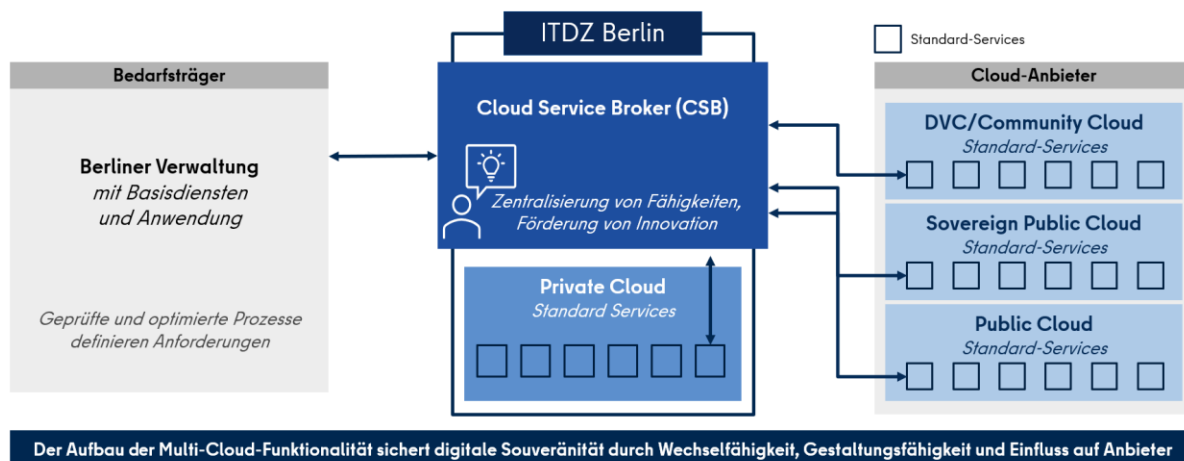 ITDZ Berlin
Standard-Services
Bedarfsträger
Berliner Verwaltung
mit Basisdiensten
und Anwendung
Geprüfte und optimierte Prozesse
definieren Anforderungen
Cloud Service Broker (CSB)
Zentralisierung von Fähigkeiten,
Förderung von Innovation
Private Cloud
Standard Services
Cloud-Anbieter
DVC/Community Cloud
Standard-Services
Sovereign Public Cloud
Standard-Services
Public Cloud
Standard-Services
Der Aufbau der Multi-Cloud-Funktionalität sichert digitale Souveränität durch Wechselfähigkeit, Gestaltungsfähigkeit und Einfluss auf Anbieter